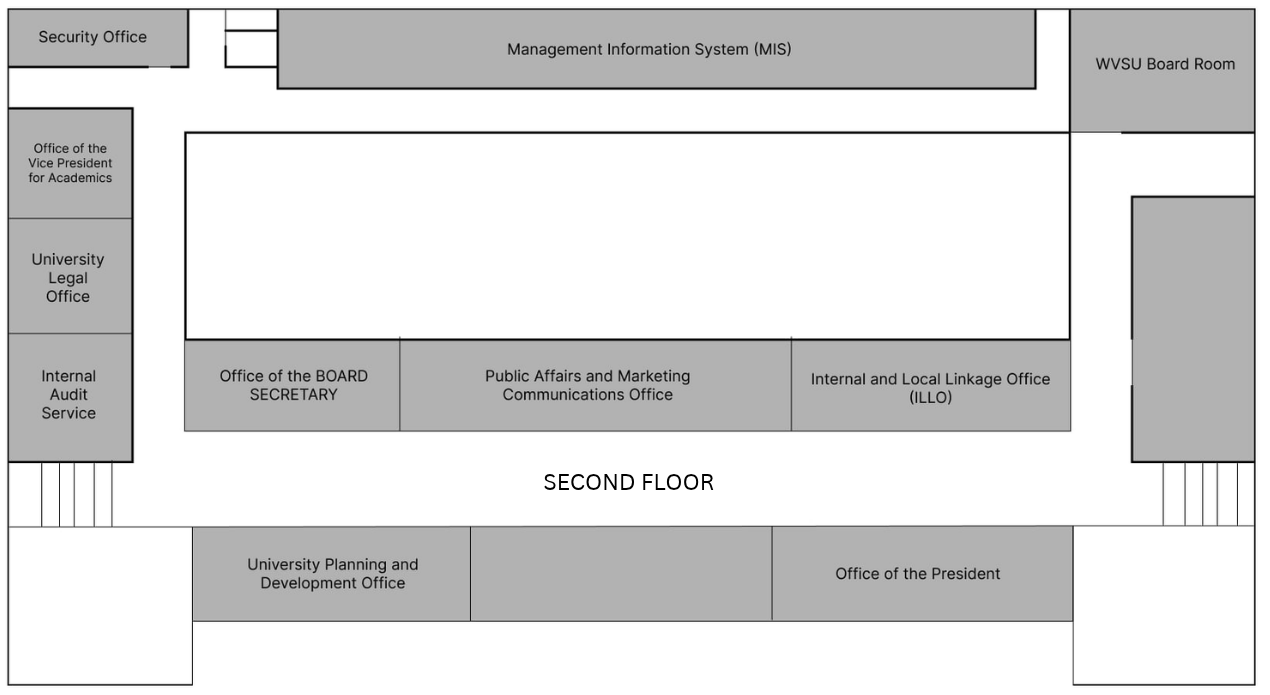 Security Office
Management Information System (MIS)
WVSU Board Room
Office of the
Vice President
for Academics
University
Legal
Office
Internal
Audit
Service
Office of the BOARD
SECRETARY
Public Affairs and Marketing
Communications Office
Internal and Local Linkage Office
(ILLO)
SECOND FLOOR
University Planning and
Development Office
Office of the President